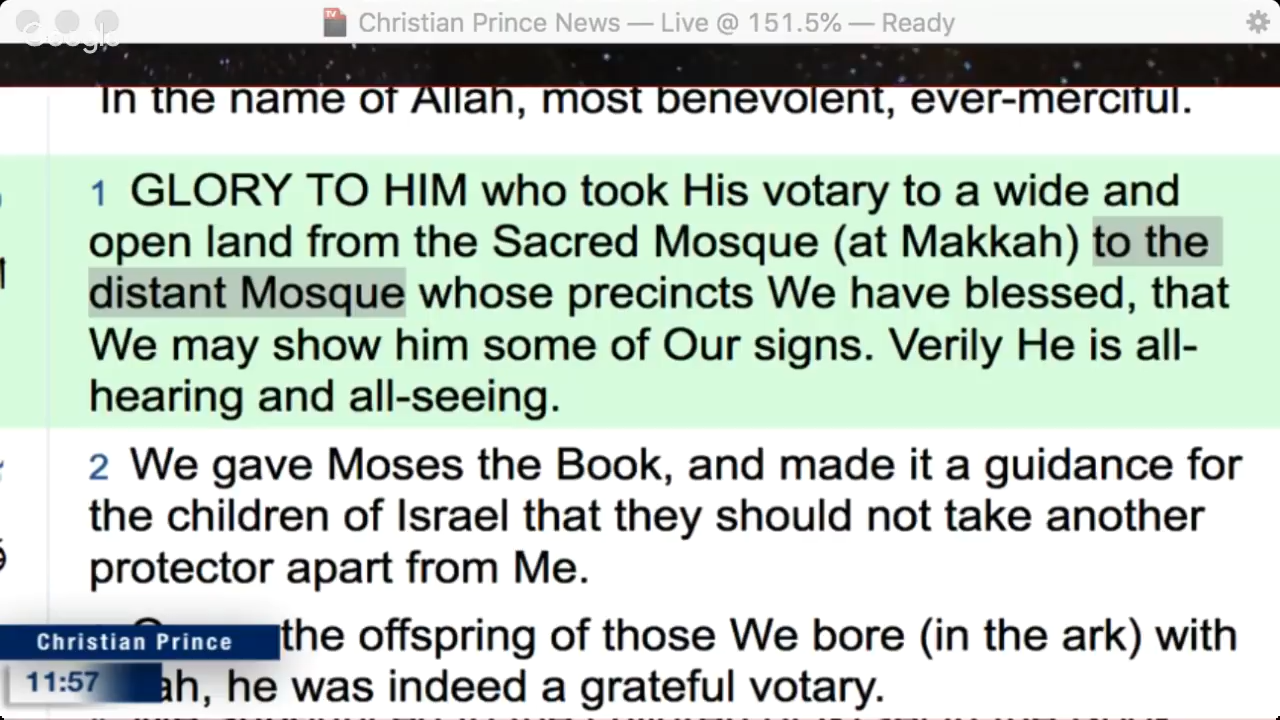 Christian Prince News — Live @ 151.5% — Ready
Google
In the name of Allah, most benevolent, ever-merciful.
1 GLORY TO HIM who took His votary to a wide and
open land from the Sacred Mosque (at Makkah) to the
distant Mosque whose precincts We have blessed, that
We may show him some of Our signs. Verily He is all-
hearing and all-seeing.
2 We gave Moses the Book, and made it a guidance for
the children of Israel that they should not take another
protector apart from Me.
the offspring of those We bore (in the ark) with
he was indeed a grateful votary.
Christian Prince
11:57